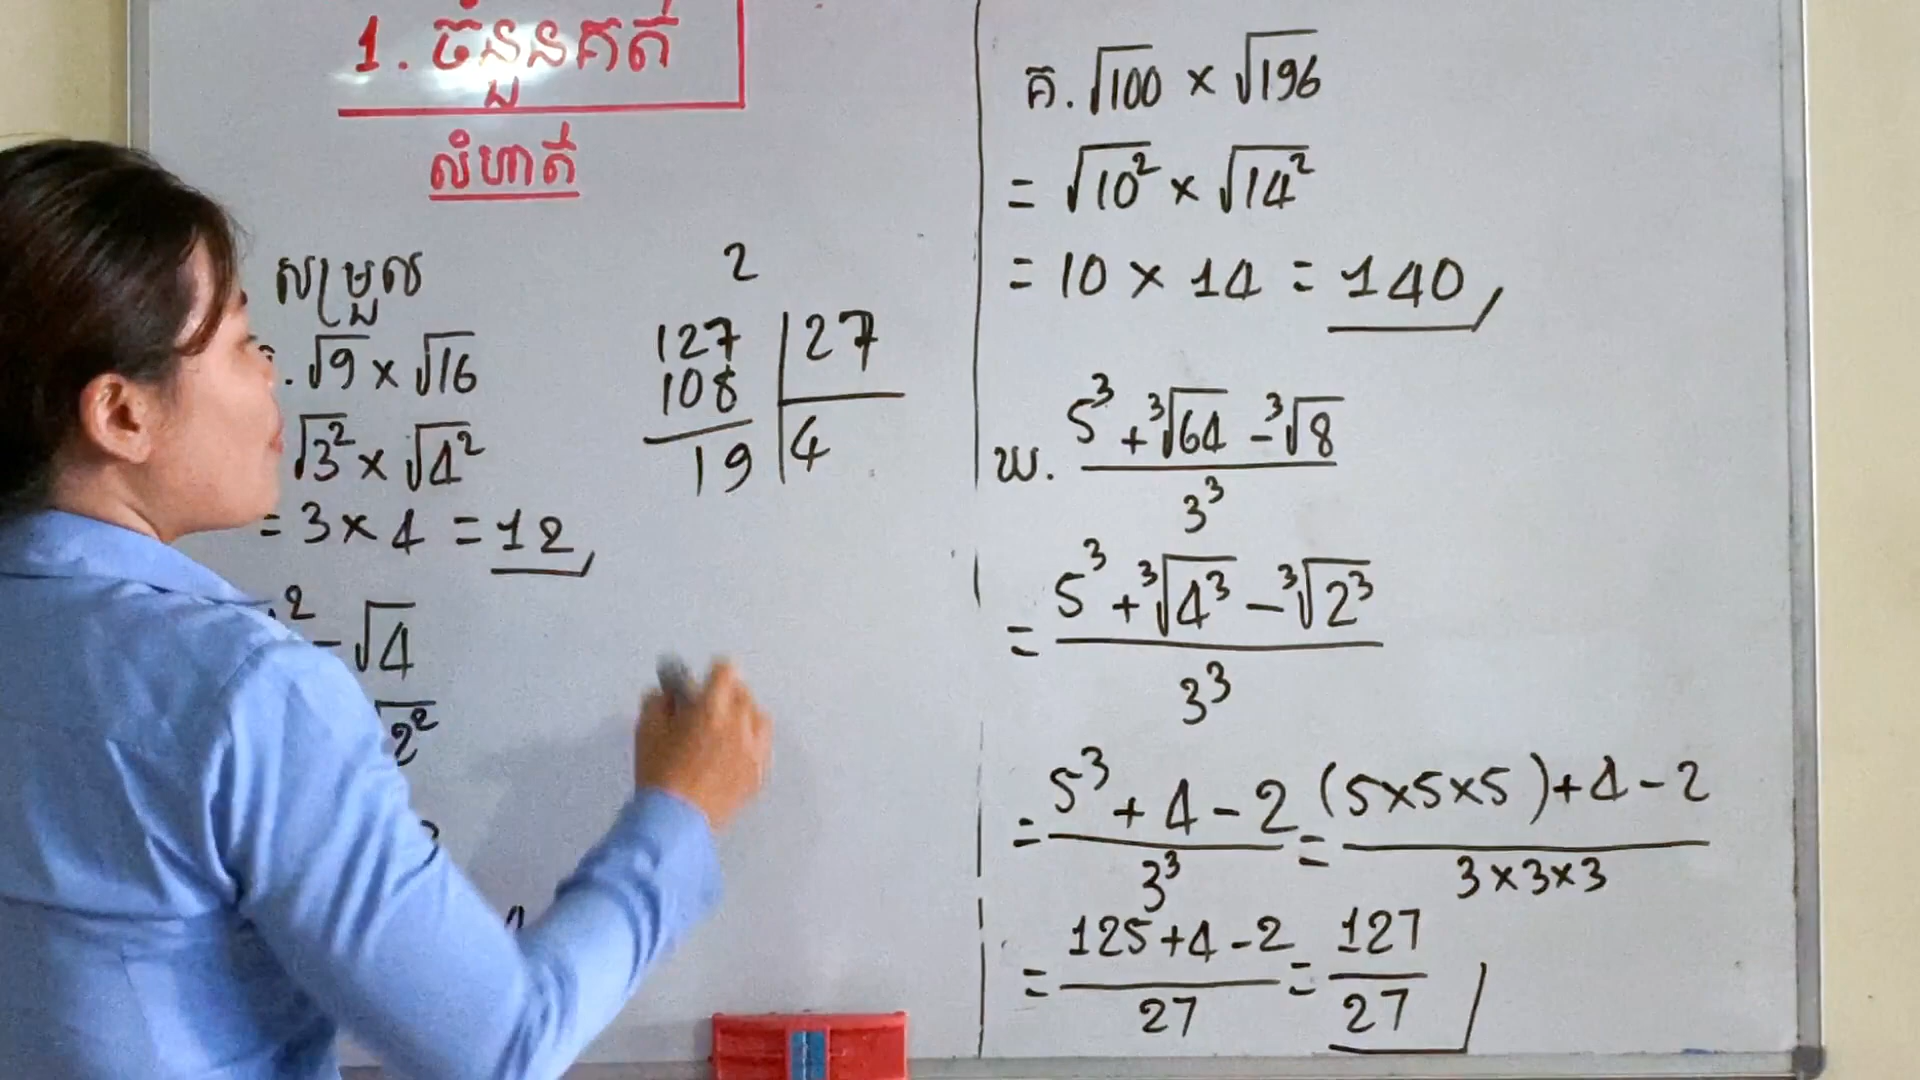 1. ចំនួនគត់
លំហាត់
សម្រួល
. √9 × √16
√3² × √4²
= 3 × 4 = 12
² - √4
√2²
2
127 | 27
108
19 | 4
គ. √100 × √196
= √10² × √14²
= 10 × 14 = 140
ឃ. (5³ + ³√64 - ³√8) / 3³
= (5³ + ³√4³ - ³√2³) / 3³
= (5³ + 4 - 2) / 3³ = ((5×5×5) + 4 - 2) / (3×3×3)
= (125 + 4 - 2) / 27 = 127 / 27